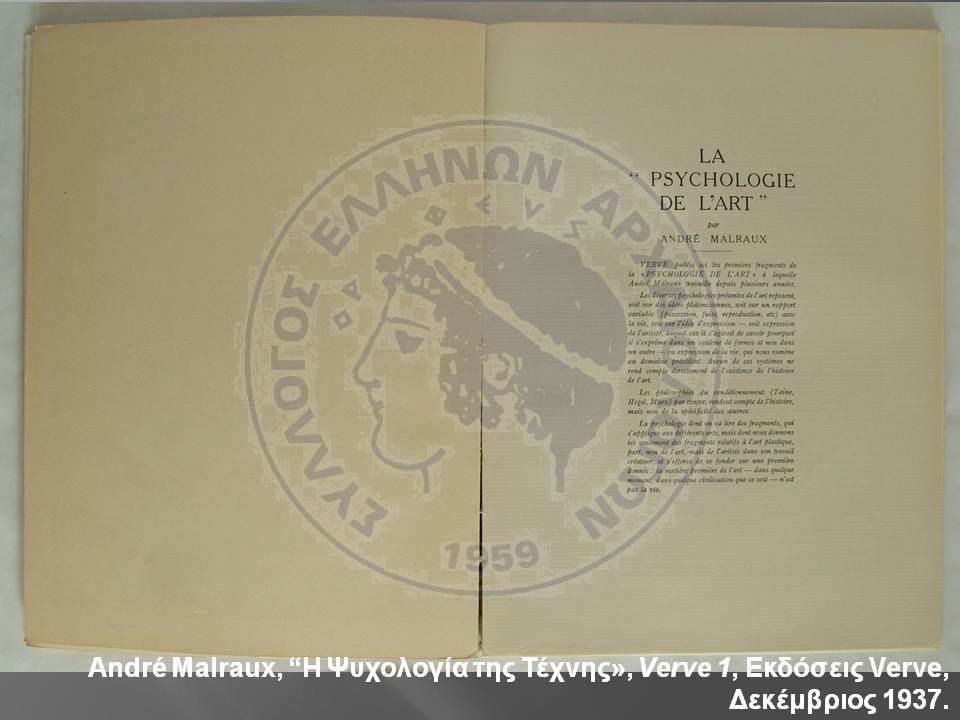 LA
“ PSYCHOLOGIE
DE L'ART ”
par
ANDRÉ MALRAUX
VERVE publie ici les premiers fragments de
la « PSYCHOLOGIE DE L'ART » à laquelle
André Malraux travaille depuis plusieurs années.
Les diverses psychologies présentes de l'art reposent,
soit sur des idées platoniciennes, soit sur un rapport
variable (possession, fuite, reproduction, etc) avec
la vie, soit sur l'idée d'expression — soit expression
de l'artiste, auquel cas il s'agirait de savoir pourquoi
il s'exprime dans un système de formes et non dans
un autre — ou expression de la vie, qui nous ramène
au domaine précédent. Aucun de ces systèmes ne
rend compte directement de l'existence de l'histoire
de l'art.
Les philosophies du conditionnement (Taine,
Hegel, Marx) par contre, rendent compte de l'histoire,
mais non de la spécificité des œuvres.
La psychologie dont on va lire des fragments, qui
s'applique aux différents arts, mais dont nous donnons
ici seulement des fragments relatifs à l'art plastique,
part, non de l'art, mais de l'artiste dans son travail
créateur, et s'efforce de se fonder sur une première
donnée : la matière première de l'art — dans quelque
moment, dans quelque civilisation que ce soit — n'est
pas la vie.
ΣΥΛΛΟΓΟΣ ΕΛΛΗΝΩΝ
1959
André Malraux, “Η Ψυχολογία της Τέχνης», Verve 1, Εκδόσεις Verve,
Δεκέμβριος 1937.